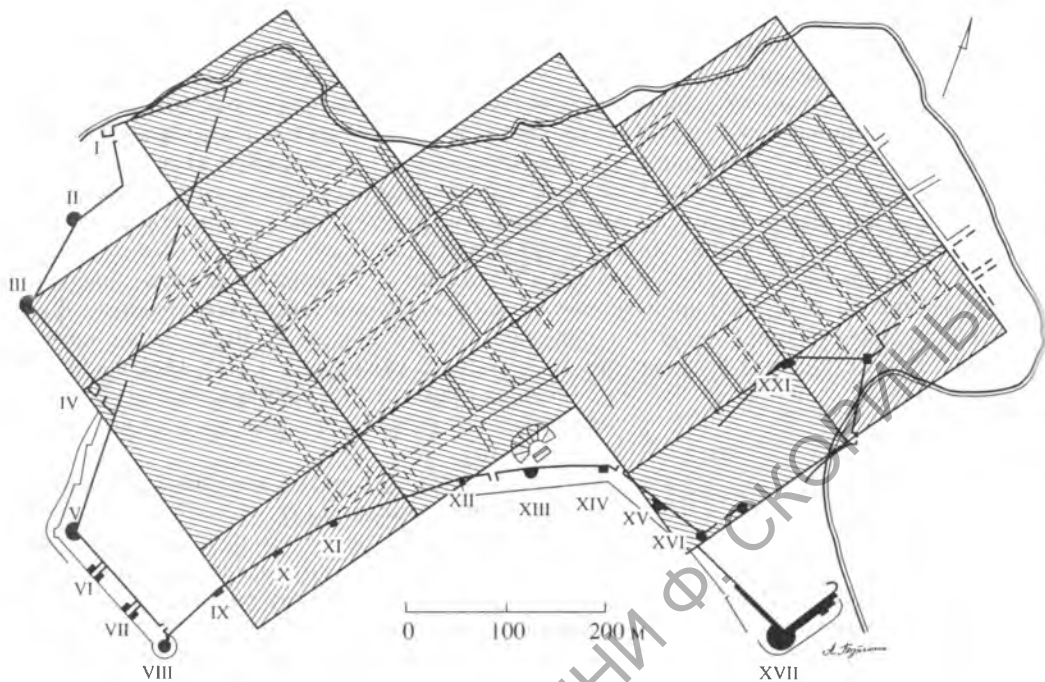 I
II
III
IV
V
VI
VII
VIII
IX
X
XI
XII
XIII
XIV
XV
XVI
XVII
XXI
0 100 200 м
НИ Ф. СКОРИНЫ